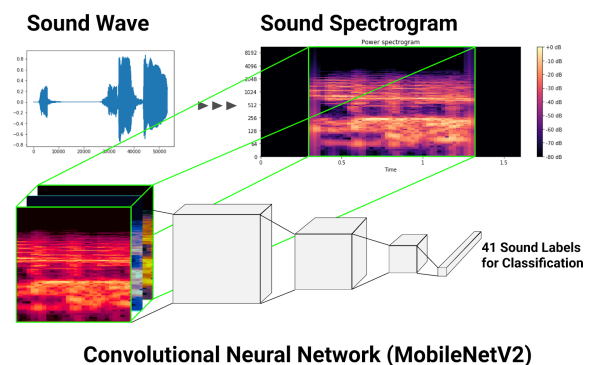 Sound Wave
Sound Spectrogram
Power spectrogram
0.8
0.6
0.4
0.2
0.0
−0.2
−0.4
−0.6
−0.8
0
10000
20000
30000
40000
50000
8192
4096
2048
1024
512
256
128
64
0
0
0.5
1
1.5
Time
+0 dB
-10 dB
-20 dB
-30 dB
-40 dB
-50 dB
-60 dB
-70 dB
-80 dB
41 Sound Labels
for Classification
Convolutional Neural Network (MobileNetV2)